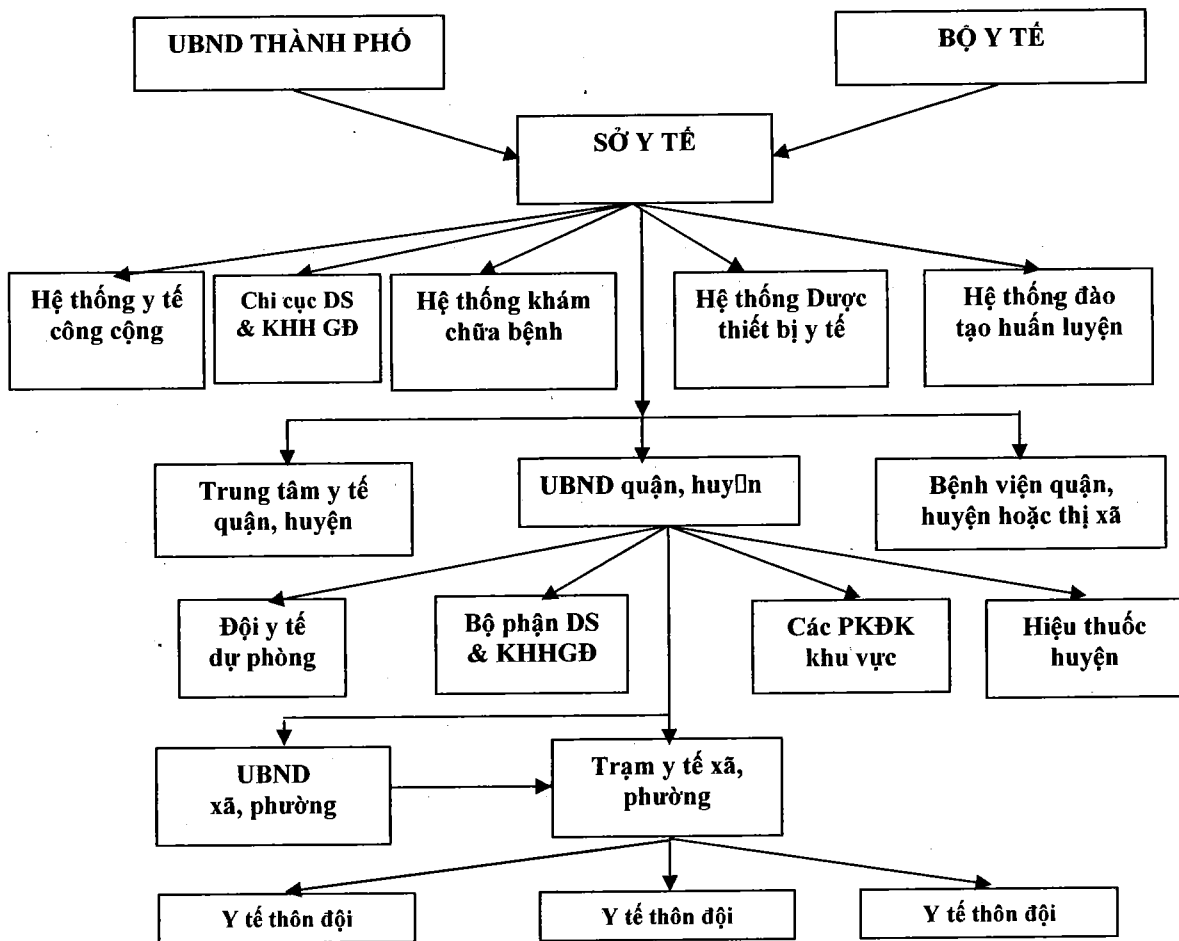 UBND THÀNH PHỐ
BỘ Y TẾ
SỞ Y TẾ
Hệ thống y tế
công cộng
Chi cục DS
& KHH GĐ
Hệ thống khám
chữa bệnh
Hệ thống Dược
thiết bị y tế
Hệ thống đào
tạo huấn luyện
Trung tâm y tế
quận, huyện
UBND quận, huy▯n
Bệnh viện quận,
huyện hoặc thị xã
Đội y tế
dự phòng
Bộ phận DS
& KHHGĐ
Các PKĐK
khu vực
Hiệu thuốc
huyện
UBND
xã, phường
Trạm y tế xã,
phường
Y tế thôn đội
Y tế thôn đội
Y tế thôn đội